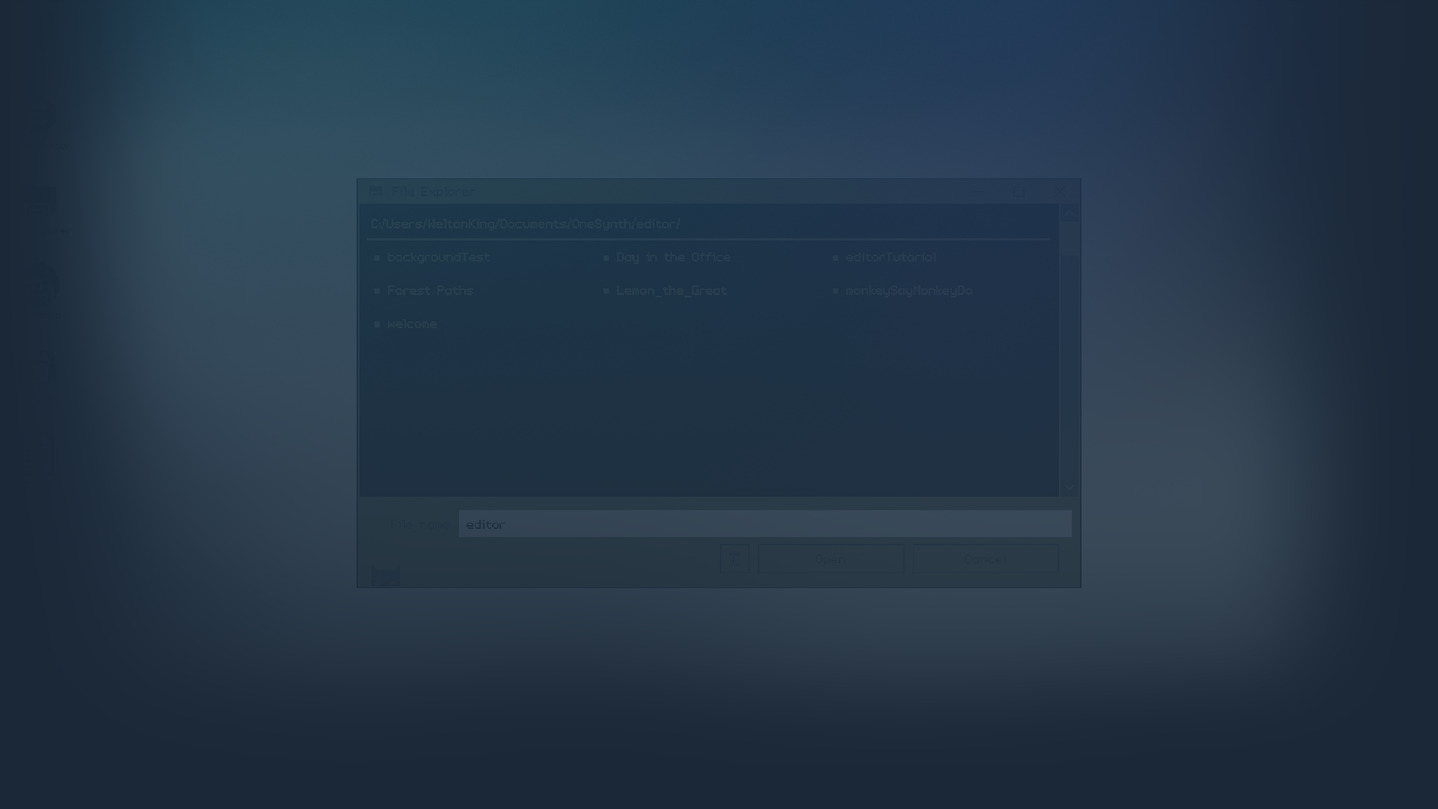 File Explorer
C:/Users/WaltonKing/Documents/OneSynth/editor/
backgroundTest
Day in the Office
editorTutorial
Forest Paths
Lemon_the_Great
monkeySayMonkeyDo
Welcome
File name: editor
Open
Cancel